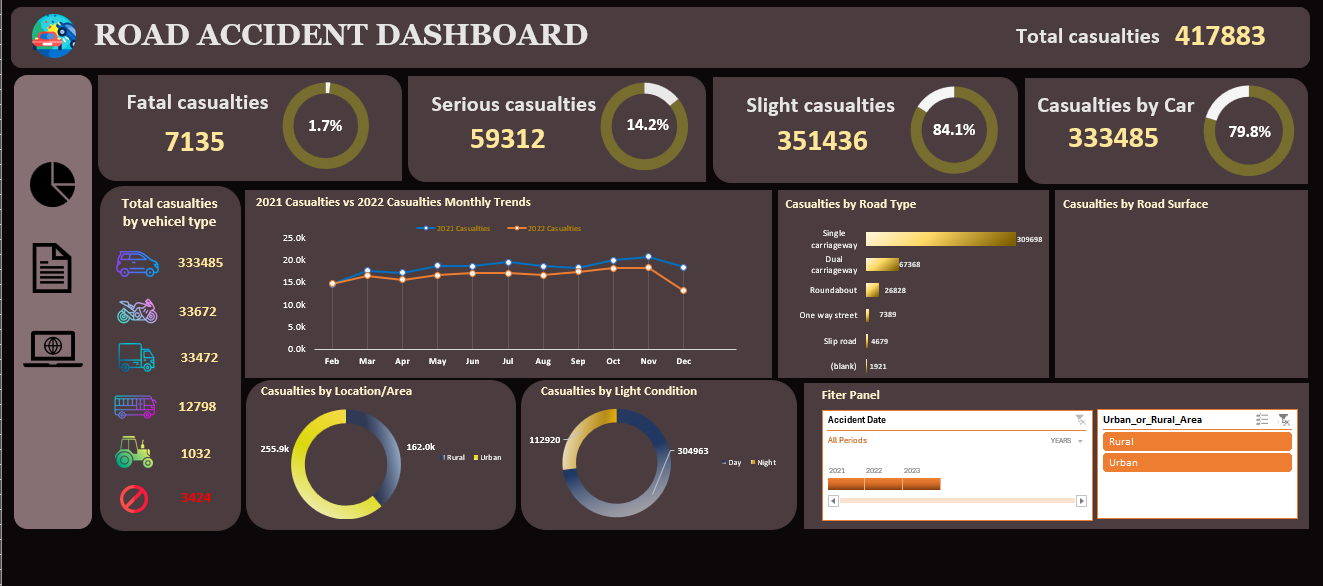 ROAD ACCIDENT DASHBOARD
Total casualties 417883
Fatal casualties
7135
1.7%
Serious casualties
59312
14.2%
Slight casualties
351436
84.1%
Casualties by Car
333485
79.8%
Total casualties
by vehicel type
333485
33672
33472
12798
1032
3424
2021 Casualties vs 2022 Casualties Monthly Trends
2021 Casualties 2022 Casualties
25.0k
20.0k
15.0k
10.0k
5.0k
0.0k
Feb Mar Apr May Jun Jul Aug Sep Oct Nov Dec
Casualties by Road Type
Single
carriageway
309698
Dual
carriageway
67368
Roundabout 26828
One way street 7389
Slip road 4679
(blank) 1921
Casualties by Road Surface
Casualties by Location/Area
255.9k
162.0k
Rural Urban
Casualties by Light Condition
112920
304963
Day Night
Fiter Panel
Accident Date
All Periods YEARS
2021 2022 2023
Urban_or_Rural_Area
Rural
Urban